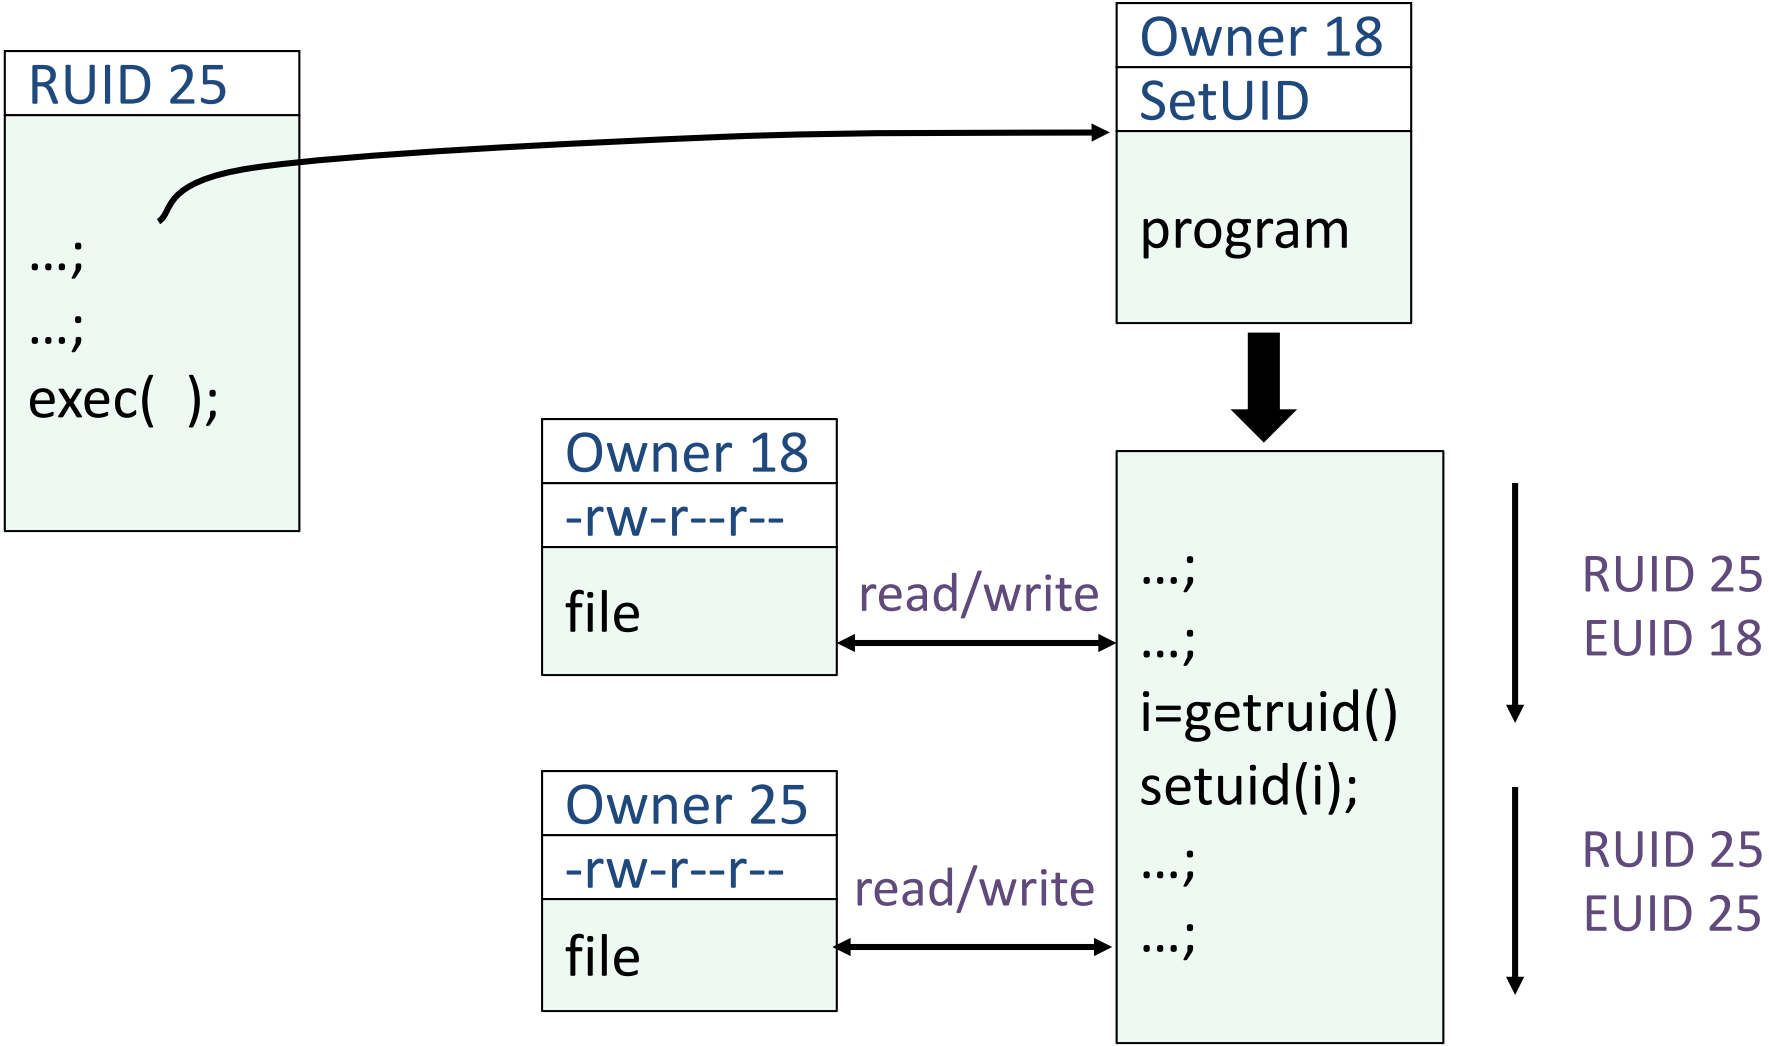 RUID 25
…;
…;
exec(  );
Owner 18
SetUID
program
Owner 18
-rw-r--r--
file
read/write
Owner 25
-rw-r--r--
file
read/write
…;
…;
i=getruid()
setuid(i);
…;
…;
RUID 25
EUID 18
RUID 25
EUID 25